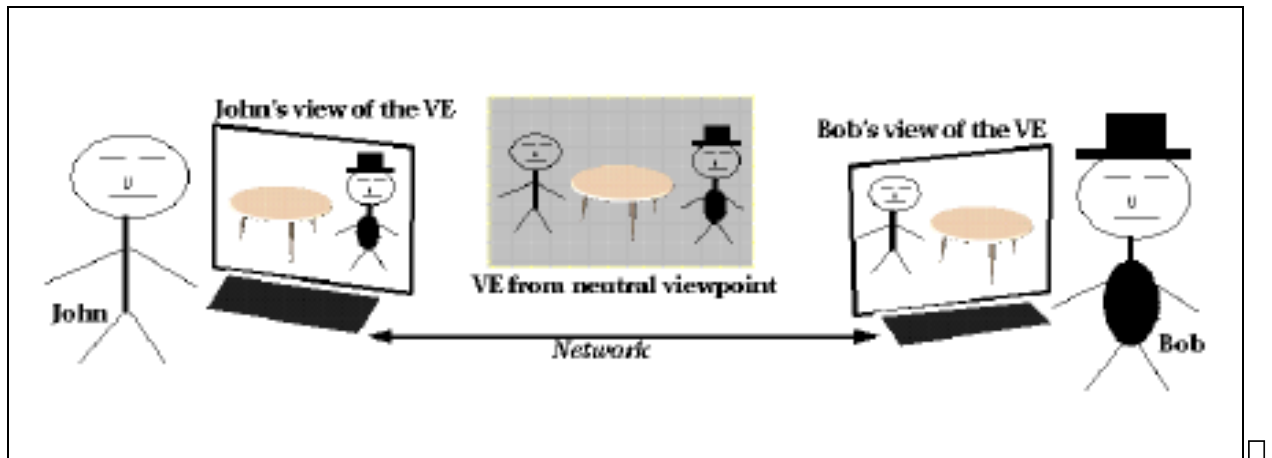 John's view of the VE
Bob's view of the VE
VE from neutral viewpoint
John
Network
Bob